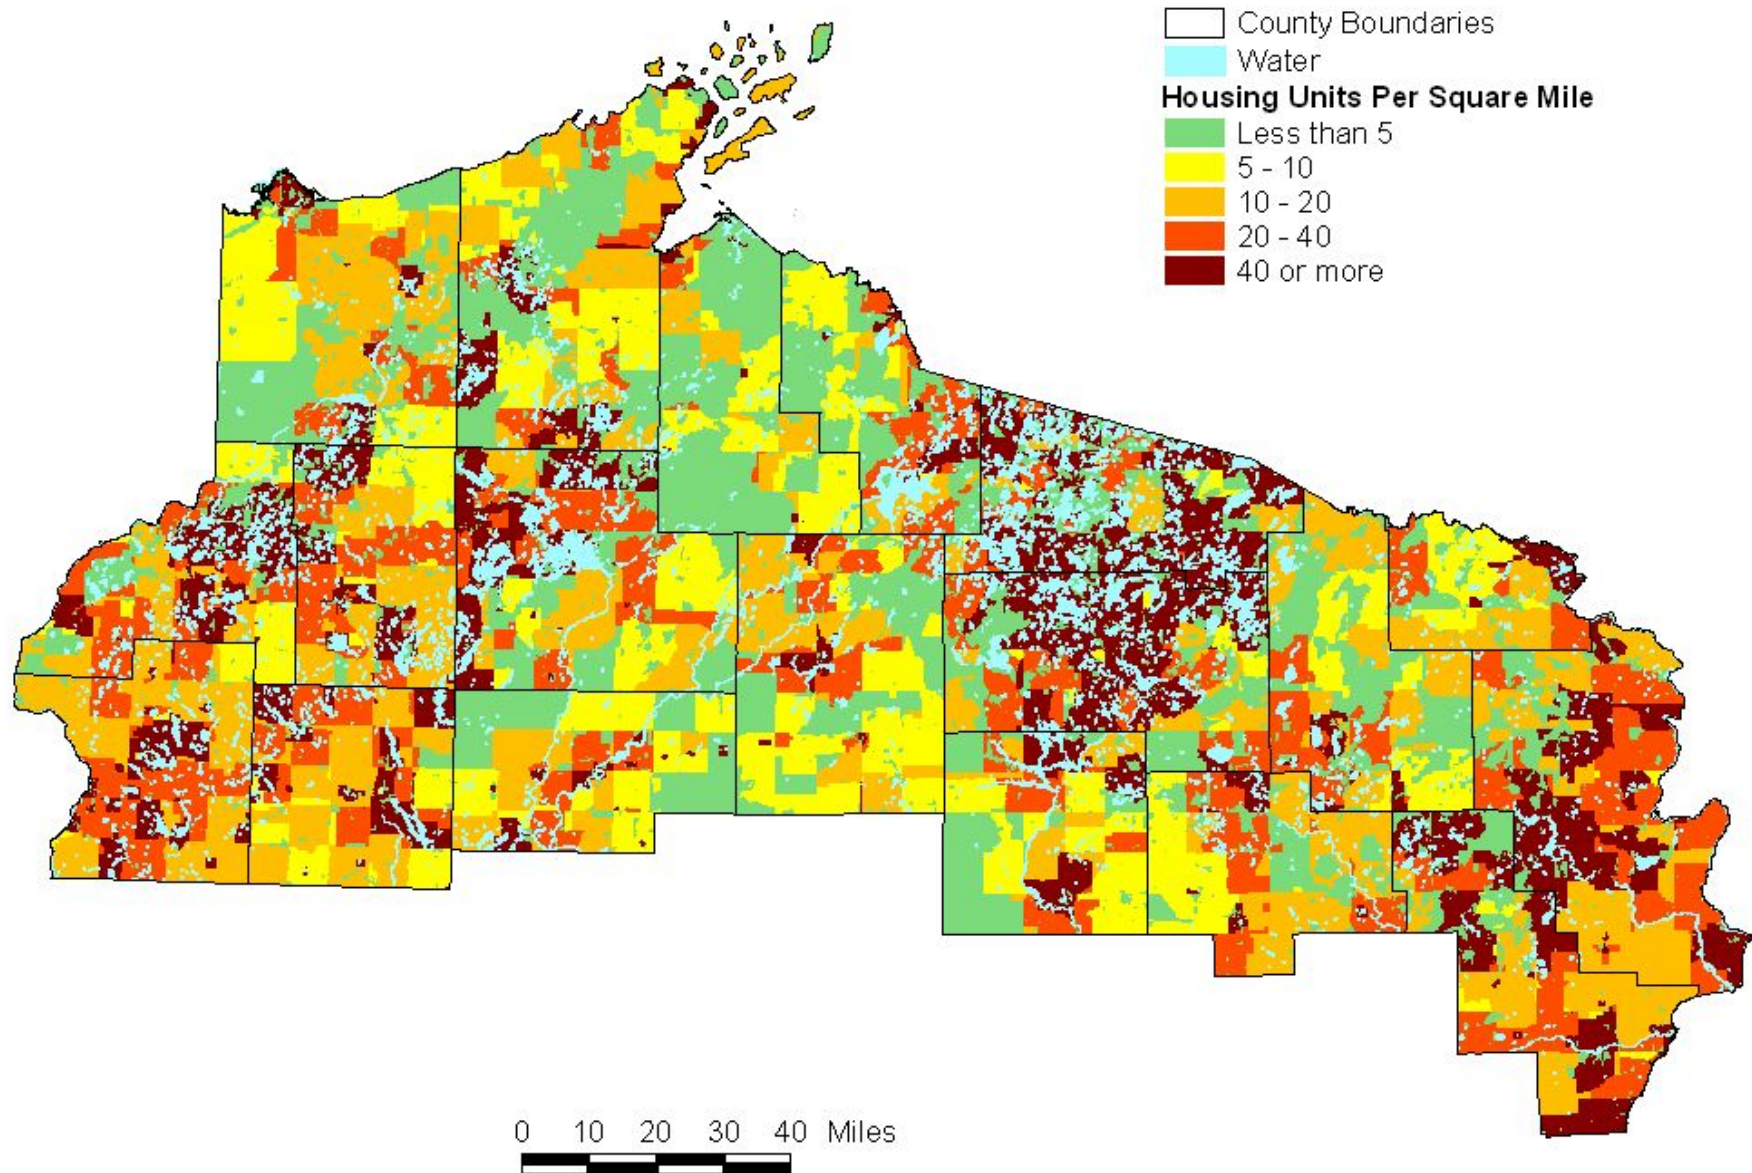 County Boundaries
Water
Housing Units Per Square Mile
Less than 5
5 - 10
10 - 20
20 - 40
40 or more
0 10 20 30 40 Miles